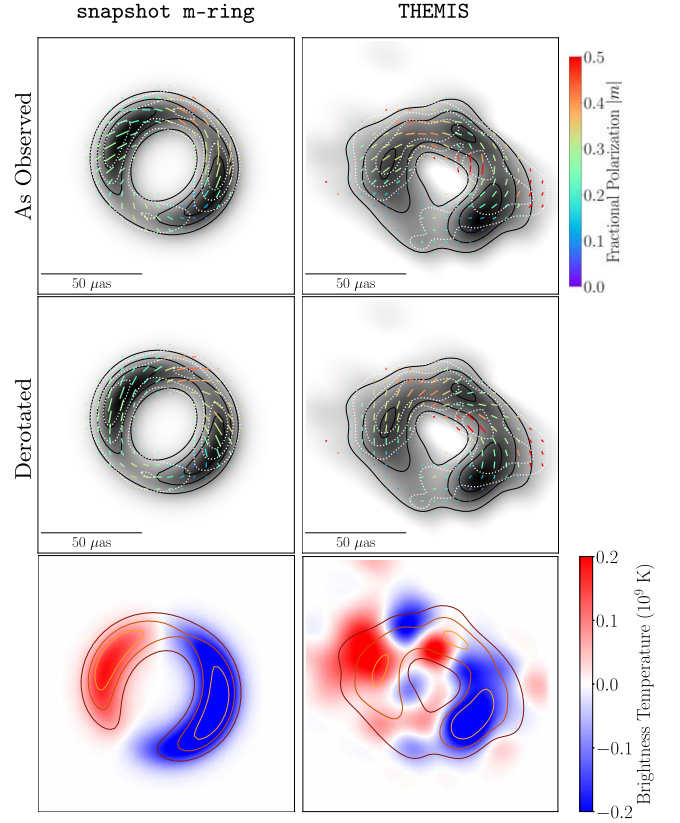 snapshot m-ring
THEMIS
As Observed
50 μas
50 μas
0.5
0.4
0.3
0.2
0.1
0.0
Fractional Polarization |m|
Derotated
50 μas
50 μas
0.2
0.1
0.0
−0.1
−0.2
Brightness Temperature (10⁹ K)